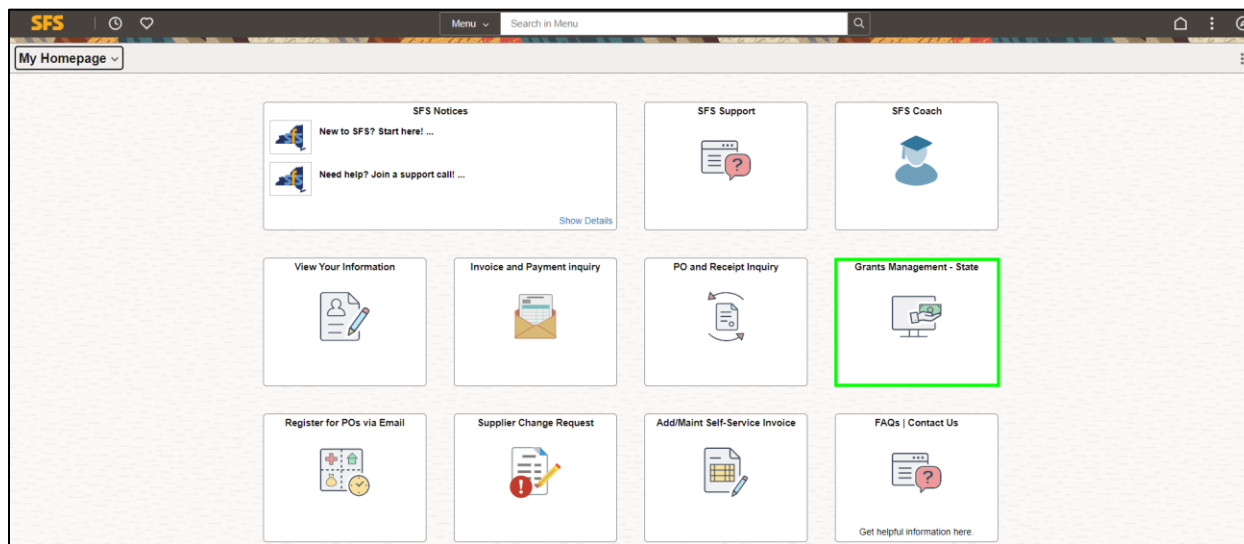 SFS
Menu
Search in Menu
My Homepage
SFS Notices
New to SFS? Start here! ...
Need help? Join a support call! ...
Show Details
SFS Support
SFS Coach
View Your Information
Invoice and Payment inquiry
PO and Receipt Inquiry
Grants Management - State
Register for POs via Email
Supplier Change Request
Add/Maint Self-Service Invoice
FAQs | Contact Us
Get helpful information here.